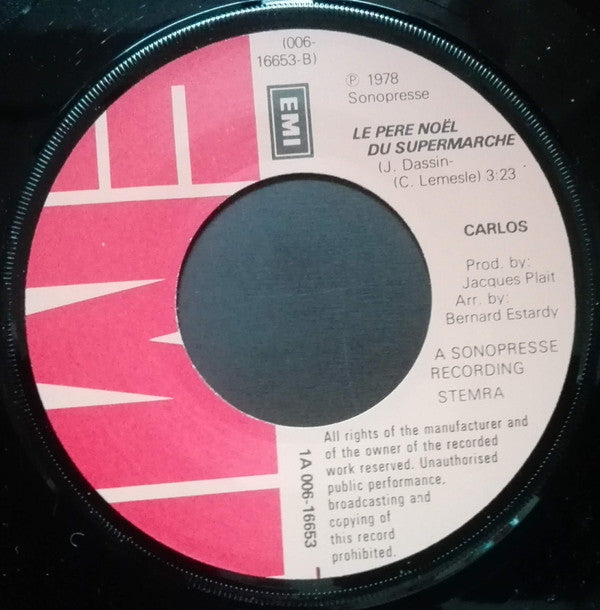 (006-
16653-B)
EMI
Ⓟ 1978
Sonopresse
LE PERE NOËL
DU SUPERMARCHE
(J. Dassin-
(C. Lemesle) 3:23
CARLOS
Prod. by:
Jacques Plait
Arr. by:
Bernard Estardy
A SONOPRESSE
RECORDING
STEMRA
All rights of the manufacturer and
of the owner of the recorded
work reserved. Unauthorised
public performance,
broadcasting and
copying of
this record
prohibited.
1A 006-16653
EMI